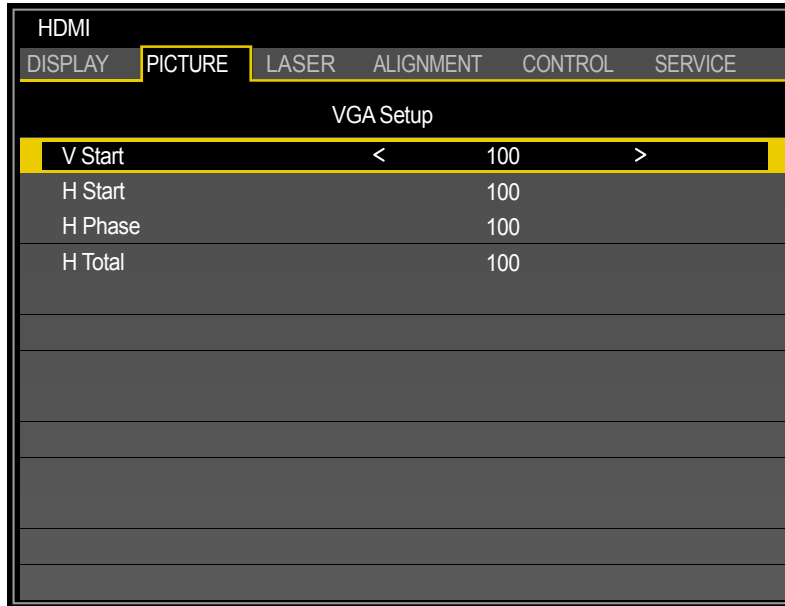 HDMI
DISPLAY PICTURE LASER ALIGNMENT CONTROL SERVICE
VGA Setup
V Start < 100 >
H Start 100
H Phase 100
H Total 100